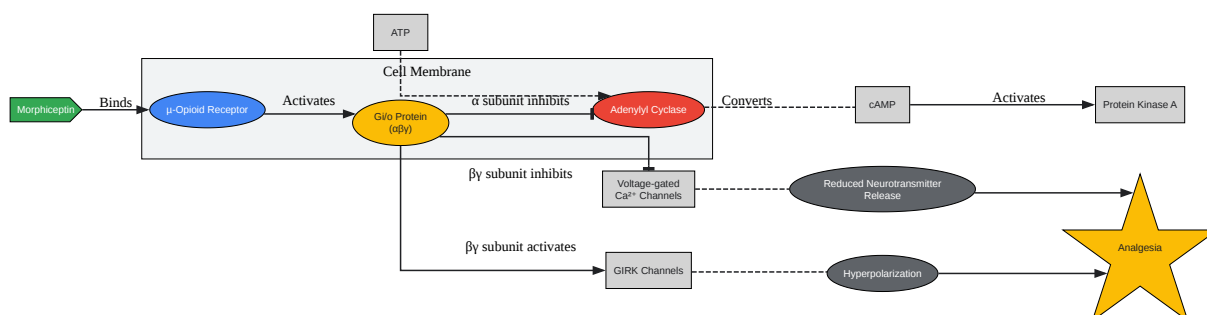 ATP
Cell Membrane
Morphiceptin
Binds
μ-Opioid Receptor
Activates
Gi/o Protein
(αβγ)
α subunit inhibits
Adenylyl Cyclase
Converts
cAMP
Activates
Protein Kinase A
βγ subunit inhibits
Voltage-gated
Ca²⁺ Channels
Reduced Neurotransmitter
Release
βγ subunit activates
GIRK Channels
Hyperpolarization
Analgesia